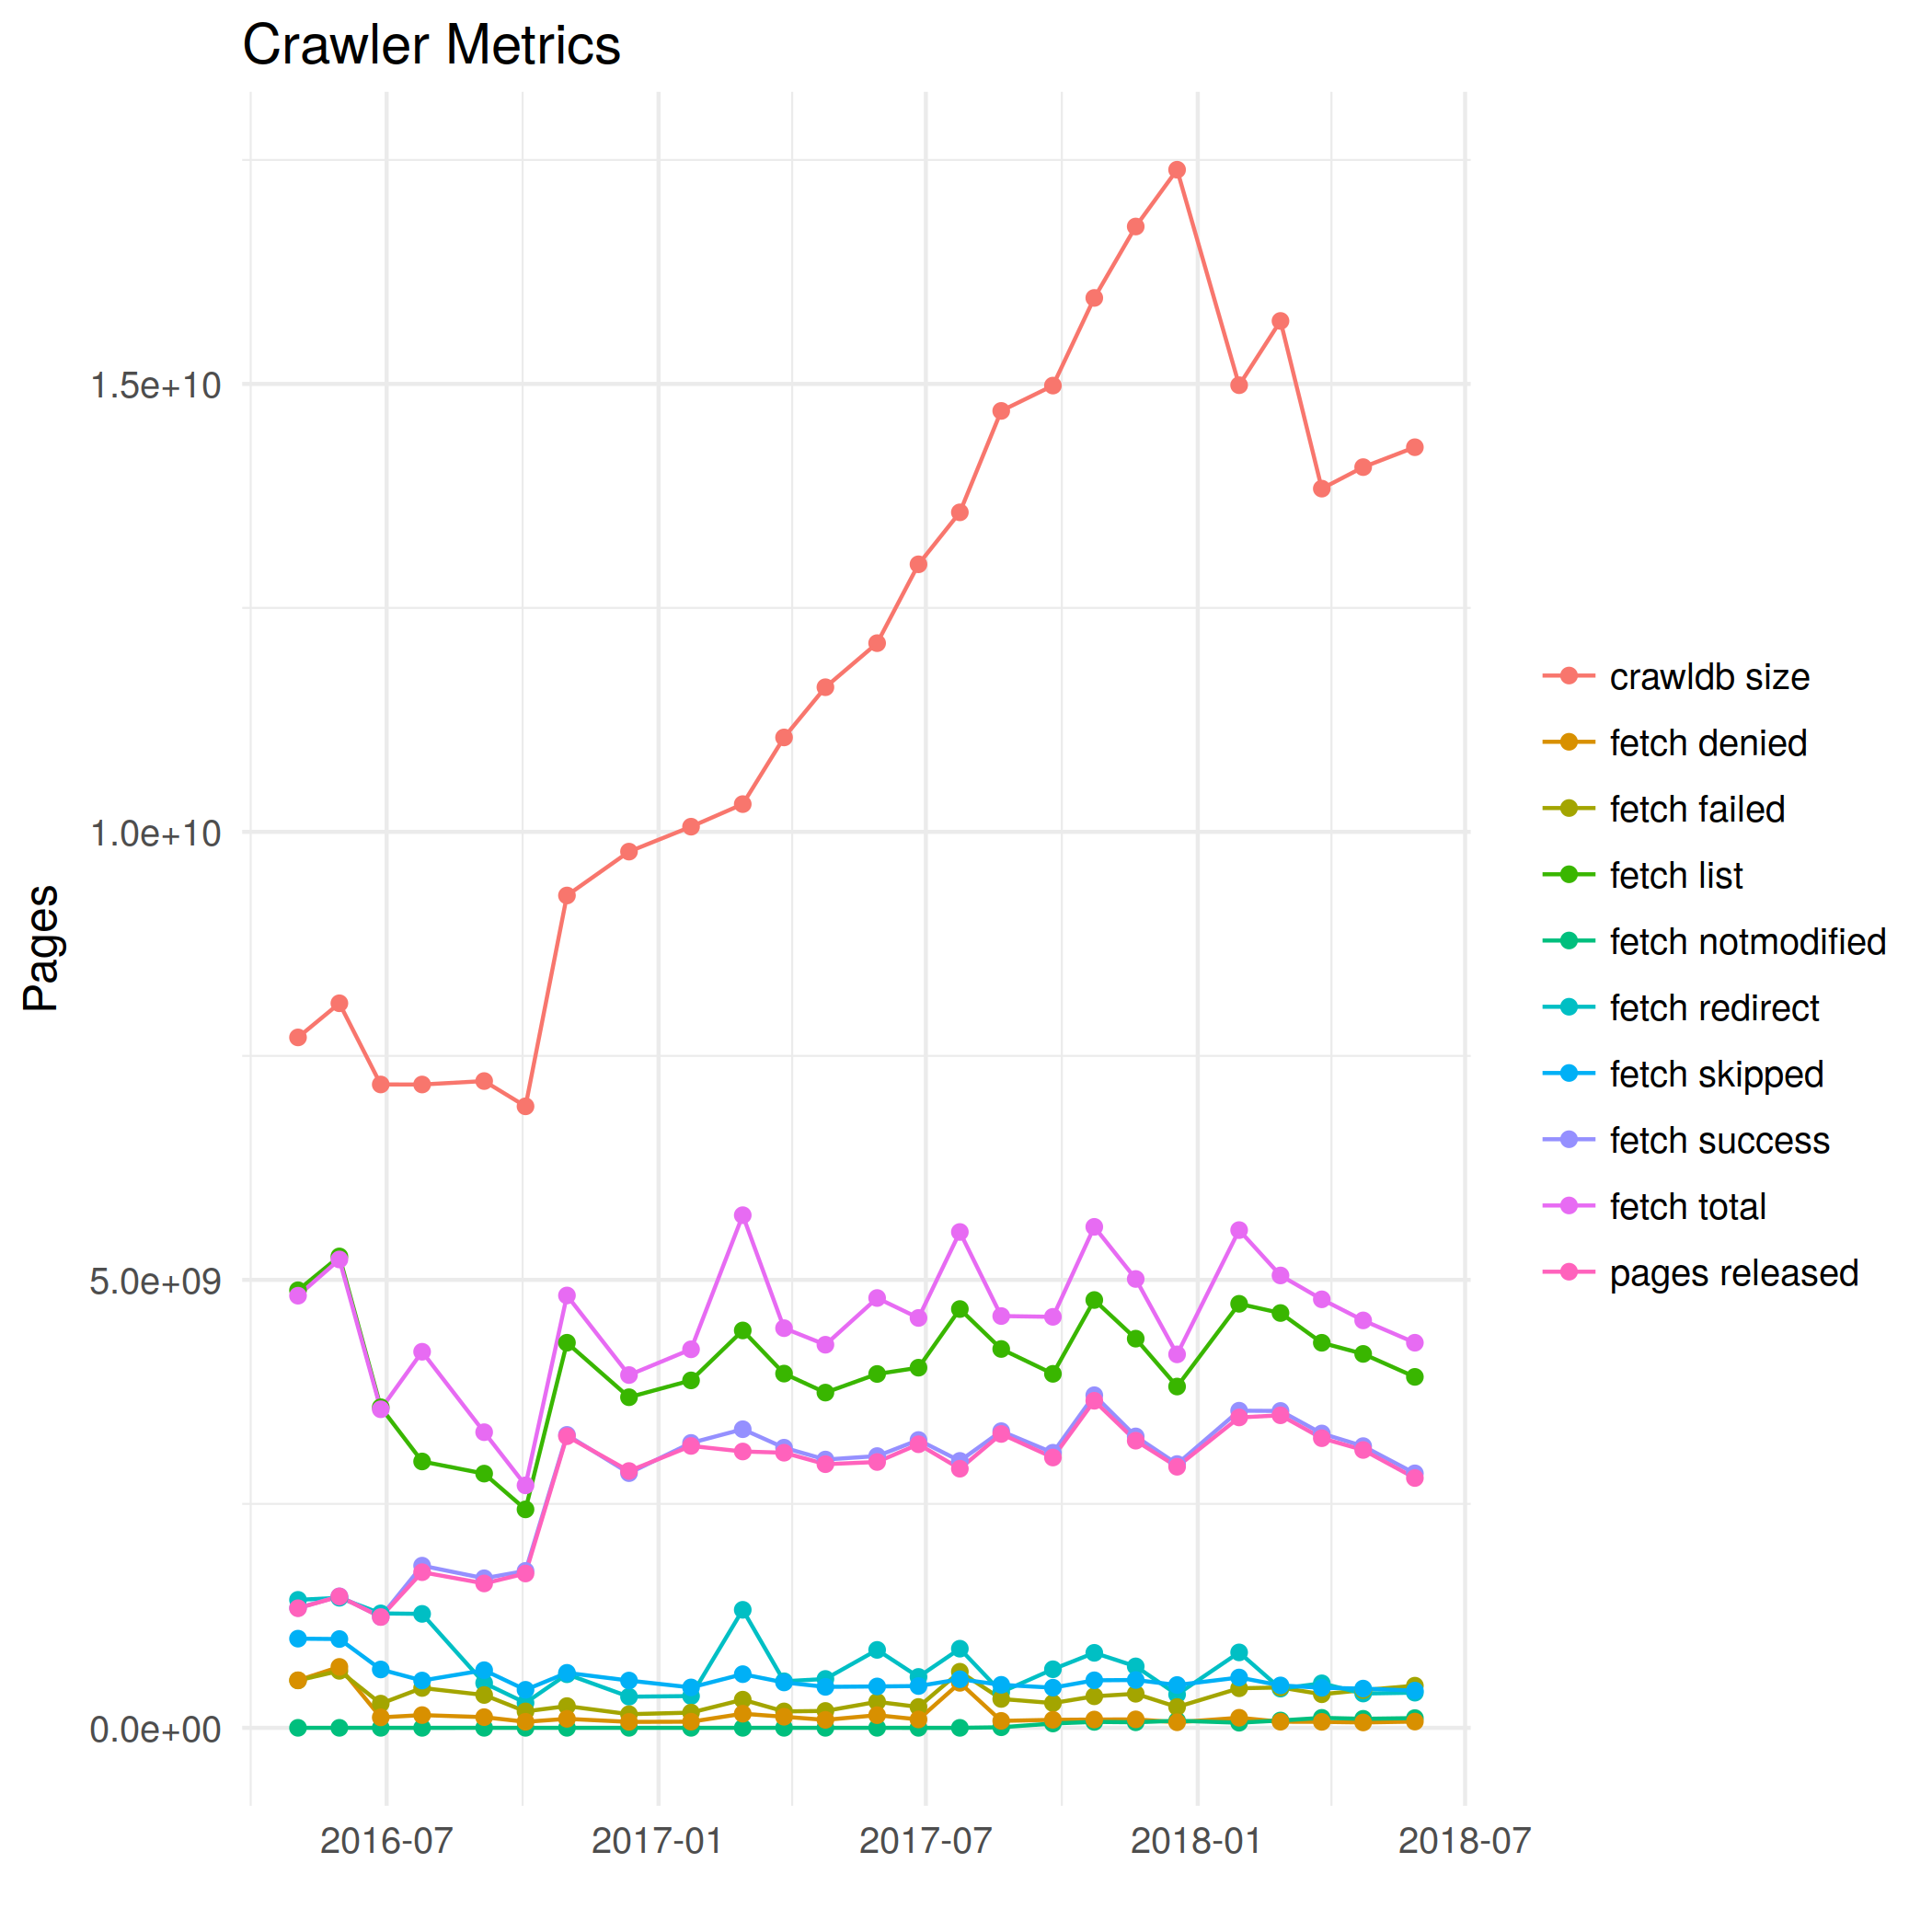 Crawler Metrics
Pages
1.5e+10
1.0e+10
5.0e+09
0.0e+00
2016-07
2017-01
2017-07
2018-01
2018-07
crawldb size
fetch denied
fetch failed
fetch list
fetch notmodified
fetch redirect
fetch skipped
fetch success
fetch total
pages released